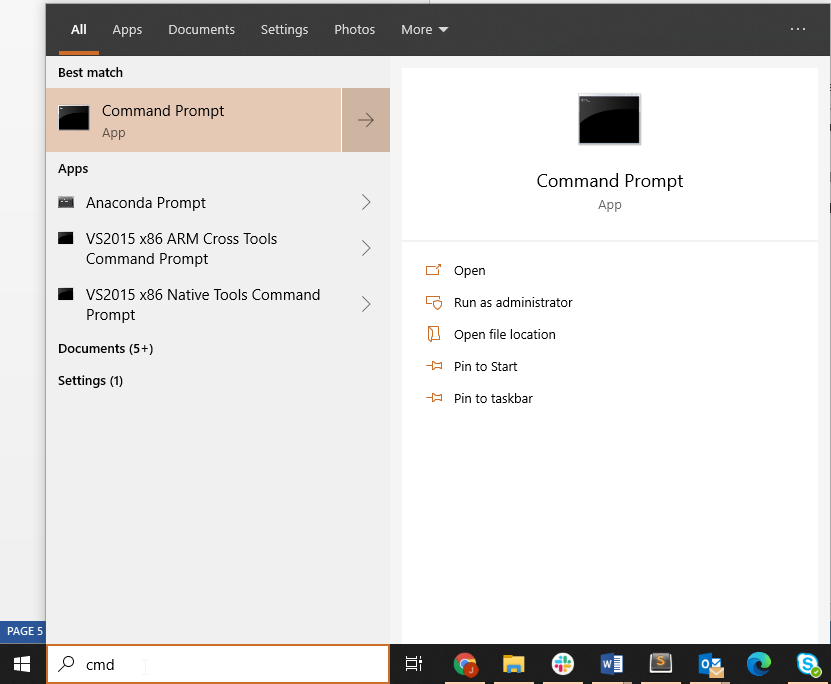 All Apps Documents Settings Photos More
Best match
Command Prompt
App
Apps
Anaconda Prompt
VS2015 x86 ARM Cross Tools
Command Prompt
VS2015 x86 Native Tools Command
Prompt
Documents (5+)
Settings (1)
Command Prompt
App
Open
Run as administrator
Open file location
Pin to Start
Pin to taskbar
PAGE 5
cmd